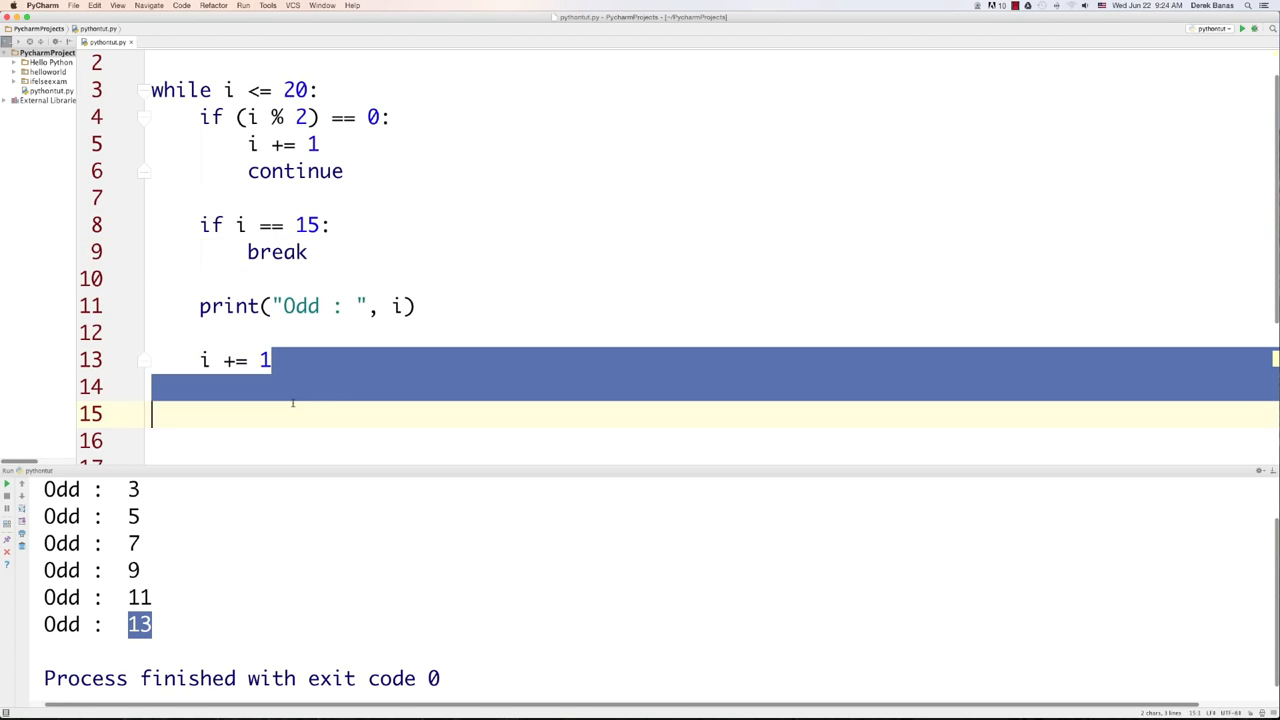 PyCharm File Edit View Navigate Code Refactor Run Tools VCS Window Help 10 Wed Jun 22 9:24 AM Derek Banas
pythontut.py - PycharmProjects - [~/PycharmProjects]
PycharmProjects pythontut.py pythontut
pythontut.py ×
PycharmProject
Hello Python
helloworld
ifelseexam
pythontut.py
External Librarie
2
3 while i <= 20:
4 if (i % 2) == 0:
5 i += 1
6 continue
7
8 if i == 15:
9 break
10
11 print("Odd : ", i)
12
13 i += 1
14
15
16
17
Run pythontut
Odd : 3
Odd : 5
Odd : 7
Odd : 9
Odd : 11
Odd : 13
Process finished with exit code 0
2 chars, 3 lines 15:1 LF÷ UTF-8÷